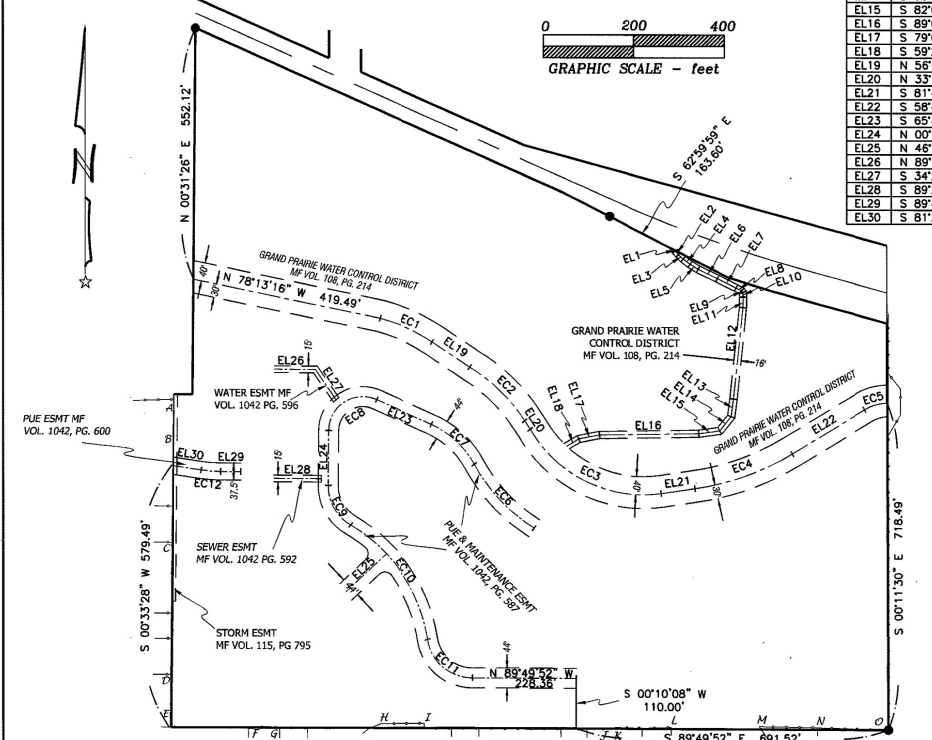 0 200 400
GRAPHIC SCALE - feet
EL15 S 82°
EL16 S 89°
EL17 S 79°
EL18 S 59°
EL19 N 56°
EL20 N 33°
EL21 S 81°
EL22 S 58°
EL23 S 65°
EL24 N 00°
EL25 N 46°
EL26 N 89°
EL27 S 34°
EL28 S 89°
EL29 S 89°
EL30 S 81°
N
N 00°31'26" E 552.12'
S 62°59'59" E
163.60'
EL1
EL2
EL3
EL4
EL5
EL6
EL7
EL8
EL9
EL10
EL11
EL12
16'
GRAND PRAIRIE WATER CONTROL DISTRICT
MF VOL. 108, PG. 214
40'
30'
N 78°13'16" W 419.49'
EC1
EL19
EC2
EL20
GRAND PRAIRIE WATER
CONTROL DISTRICT
MF VOL. 108, PG. 214
EL13
EL14
EL15
EL16
EL17
EL18
GRAND PRAIRIE WATER CONTROL DISTRICT
MF VOL. 108, PG. 214
EC3
40'
EL21
30'
EC4
EL22
EC5
15'
EL26
EL27
WATER ESMT MF
VOL. 1042 PG. 596
EC8
EL23
44'
EC7
EC6
PUE ESMT MF
VOL. 1042, PG. 600
A
B
EL30 EL29
EC12
37.5'
15'
EL28
EL24
SEWER ESMT
MF VOL. 1042 PG. 592
EC9
EL25
44'
EC10
PUE & MAINTENANCE ESMT
MF VOL. 1042, PG. 587
EC11
44'
N 89°49'52" W
228.36'
C
S 00°33'28" W 579.49'
STORM ESMT
MF VOL. 115, PG 795
D
E
S 00°10'08" W
110.00'
S 00°11'30" E 718.49'
F G H I J K L M N O
S 89°49'52" E 691.52'